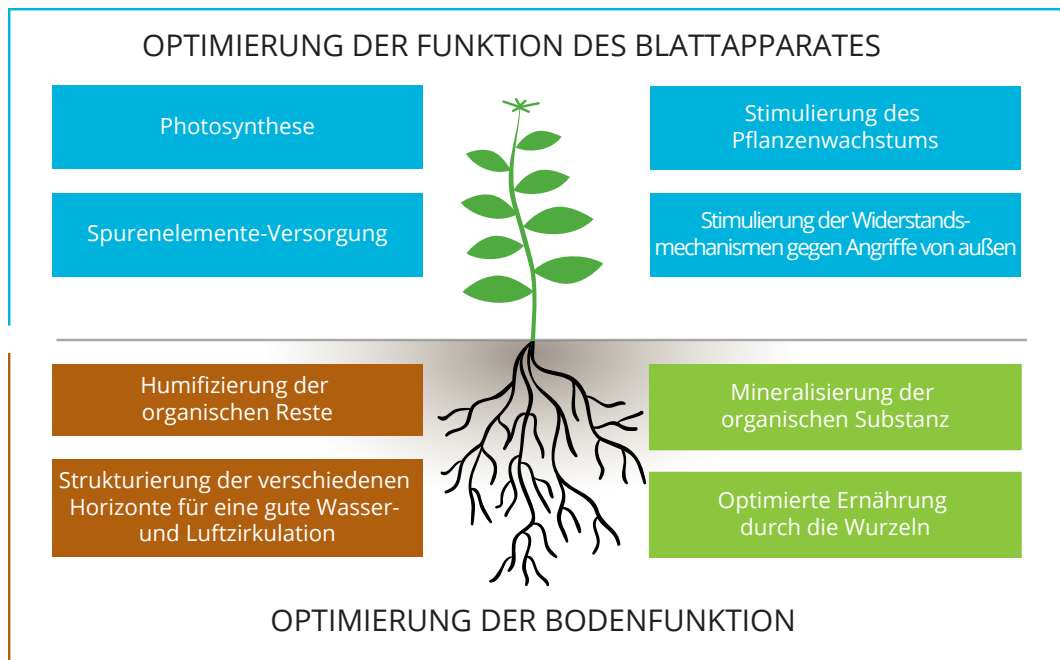 OPTIMIERUNG DER FUNKTION DES BLATTAPPARATES
Photosynthese
Stimulierung des
Pflanzenwachstums
Spurenelemente-Versorgung
Stimulierung der Widerstands-
mechanismen gegen Angriffe von außen
Humifizierung der
organischen Reste
Mineralisierung der
organischen Substanz
Strukturierung der verschiedenen
Horizonte für eine gute Wasser-
und Luftzirkulation
Optimierte Ernährung
durch die Wurzeln
OPTIMIERUNG DER BODENFUNKTION